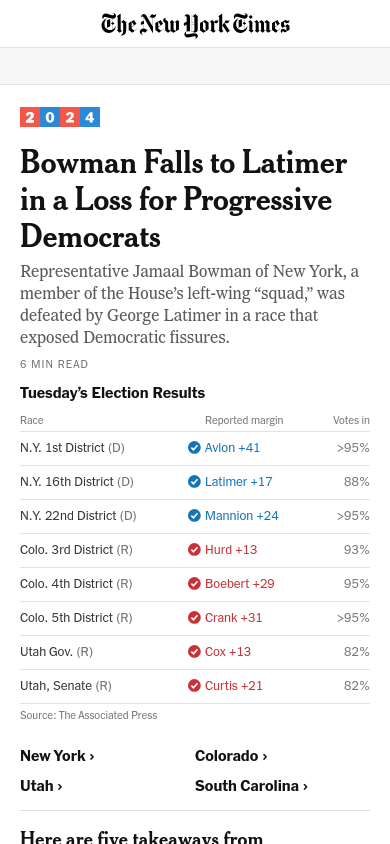 The New York Times
2024
Bowman Falls to Latimer
in a Loss for Progressive
Democrats
Representative Jamaal Bowman of New York, a
member of the House's left-wing “squad,” was
defeated by George Latimer in a race that
exposed Democratic fissures.
6 MIN READ
Tuesday's Election Results
Race Reported margin Votes in
N.Y. 1st District (D) Avlon +41 >95%
N.Y. 16th District (D) Latimer +17 88%
N.Y. 22nd District (D) Mannion +24 >95%
Colo. 3rd District (R) Hurd +13 93%
Colo. 4th District (R) Boebert +29 95%
Colo. 5th District (R) Crank +31 >95%
Utah Gov. (R) Cox +13 82%
Utah, Senate (R) Curtis +21 82%
Source: The Associated Press
New York › Colorado ›
Utah › South Carolina ›
Here are five takeaways from